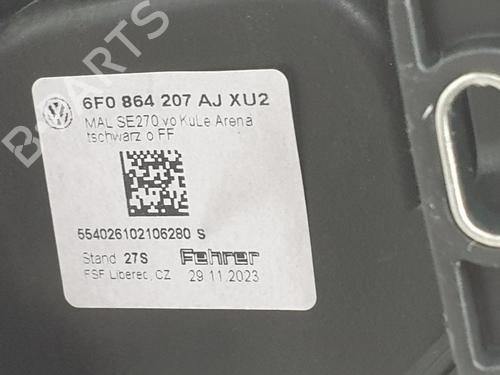 6F0 864 207 AJ XU2
MAL SE270 vo KuLe Arena
tschwarz o FF
554026102106280 S
Stand 27S
Fehrer
FSF Liberec, CZ 29.11.2023